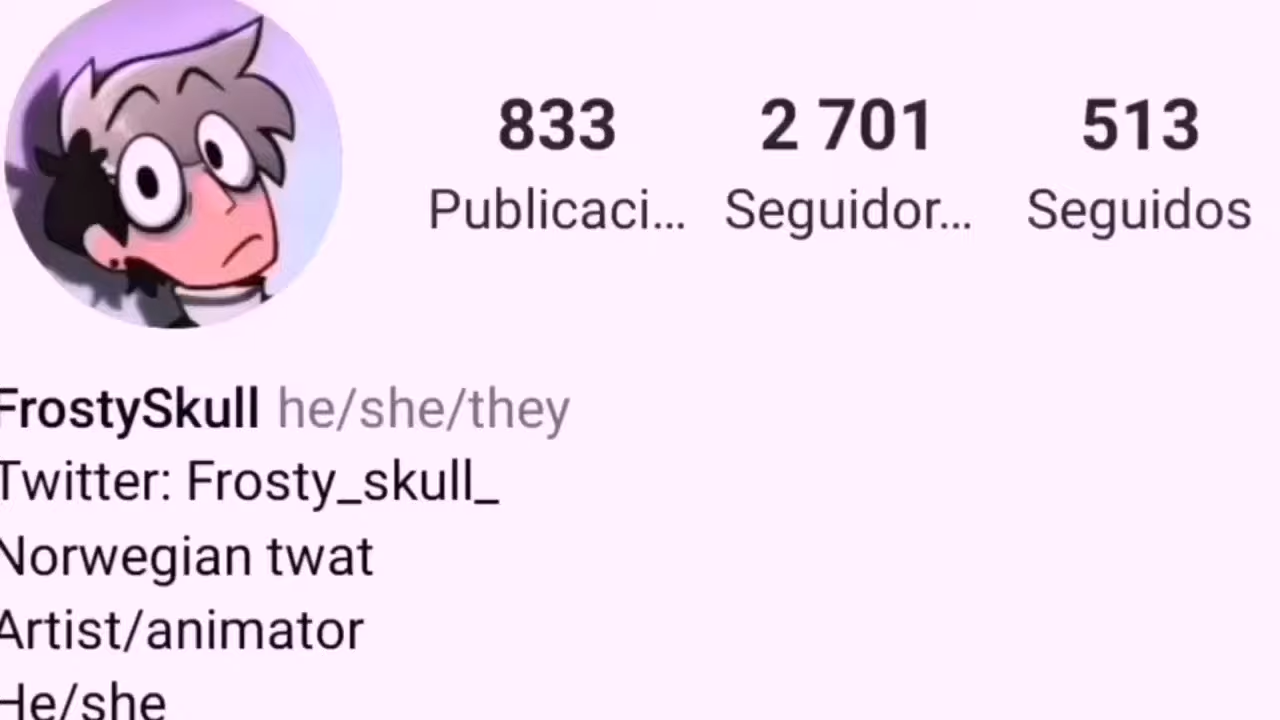 833 2 701 513
Publicaci... Seguidor... Seguidos
FrostySkull he/she/they
Twitter: Frosty_skull_
Norwegian twat
Artist/animator
He/she